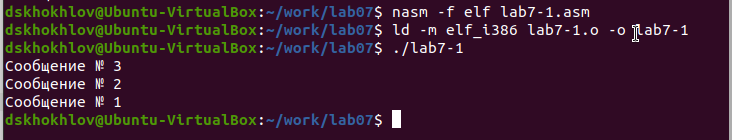 dskhokhlov@Ubuntu-VirtualBox:~/work/lab07$ nasm -f elf lab7-1.asm
dskhokhlov@Ubuntu-VirtualBox:~/work/lab07$ ld -m elf_i386 lab7-1.o -o lab7-1
dskhokhlov@Ubuntu-VirtualBox:~/work/lab07$ ./lab7-1
Сообщение № 3
Сообщение № 2
Сообщение № 1
dskhokhlov@Ubuntu-VirtualBox:~/work/lab07$